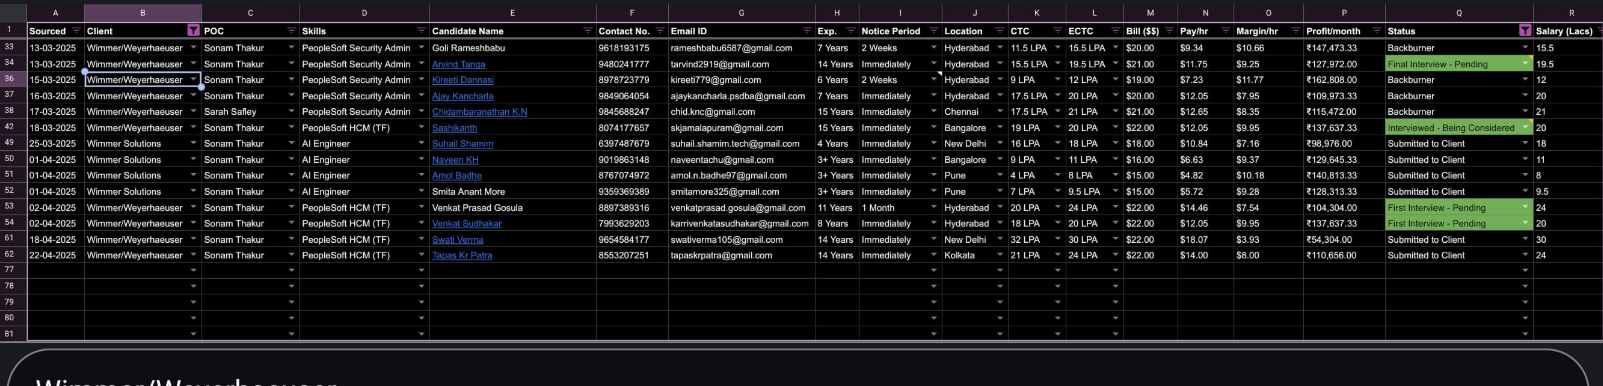 A B C D E F G H I J K L M N O P Q R
1 Sourced Client POC Skills Candidate Name Contact No. Email ID Exp. Notice Period Location CTC ECTC Bill ($$) Pay/hr Margin/hr Profit/month Status Salary (Lacs)
33 13-03-2025 Wimmer/Weyerhaeuser Sonam Thakur PeopleSoft Security Admin Goli Rameshbabu 9618193175 rameshbabu6587@gmail.com 7 Years 2 Weeks Hyderabad 11.5 LPA 15.5 LPA $20.00 $9.34 $10.66 ₹147,473.33 Backburner 15.5
34 13-03-2025 Wimmer/Weyerhaeuser Sonam Thakur PeopleSoft Security Admin Arvind Tanga 9480241777 tarvind2919@gmail.com 14 Years Immediately Hyderabad 15.5 LPA 19.5 LPA $21.00 $11.75 $9.25 ₹127,972.00 Final Interview - Pending 19.5
36 15-03-2025 Wimmer/Weyerhaeuser Sonam Thakur PeopleSoft Security Admin Kireeti Dannasi 8978723779 kireeti779@gmail.com 6 Years 2 Weeks Hyderabad 9 LPA 12 LPA $19.00 $7.23 $11.77 ₹162,808.00 Backburner 12
37 16-03-2025 Wimmer/Weyerhaeuser Sonam Thakur PeopleSoft Security Admin Ajay Kancharla 9849064054 ajaykancharla.psdba@gmail.com 7 Years Immediately Hyderabad 17.5 LPA 20 LPA $20.00 $12.05 $7.95 ₹109,973.33 Backburner 20
38 17-03-2025 Wimmer/Weyerhaeuser Sarah Safley PeopleSoft Security Admin Chidambaranathan K.N 9845688247 chid.knc@gmail.com 15 Years Immediately Chennai 17.5 LPA 21 LPA $21.00 $12.65 $8.35 ₹115,472.00 Backburner 21
42 18-03-2025 Wimmer/Weyerhaeuser Sonam Thakur PeopleSoft HCM (TF) Sashikanth 8074177657 skjamalapuram@gmail.com 15 Years Immediately Bangalore 19 LPA 20 LPA $22.00 $12.05 $9.95 ₹137,637.33 Interviewed - Being Considered 20
49 25-03-2025 Wimmer Solutions Sonam Thakur AI Engineer Suhail Shamim 6397487679 suhail.shamim.tech@gmail.com 4 Years Immediately New Delhi 16 LPA 18 LPA $18.00 $10.84 $7.16 ₹98,976.00 Submitted to Client 18
50 01-04-2025 Wimmer Solutions Sonam Thakur AI Engineer Naveen KH 9019863148 naveentachu@gmail.com 3+ Years Immediately Bangalore 9 LPA 11 LPA $16.00 $6.63 $9.37 ₹129,645.33 Submitted to Client 11
51 01-04-2025 Wimmer Solutions Sonam Thakur AI Engineer Amol Badhe 8767074972 amol.n.badhe97@gmail.com 3+ Years Immediately Pune 4 LPA 8 LPA $15.00 $4.82 $10.18 ₹140,813.33 Submitted to Client 8
52 01-04-2025 Wimmer Solutions Sonam Thakur AI Engineer Smita Anant More 9359369389 smitamore325@gmail.com 3+ Years Immediately Pune 7 LPA 9.5 LPA $15.00 $5.72 $9.28 ₹128,313.33 Submitted to Client 9.5
53 02-04-2025 Wimmer/Weyerhaeuser Sonam Thakur PeopleSoft HCM (TF) Venkat Prasad Gosula 8897389316 venkatprasad.gosula@gmail.com 11 Years 1 Month Hyderabad 20 LPA 24 LPA $22.00 $14.46 $7.54 ₹104,304.00 First Interview - Pending 24
54 02-04-2025 Wimmer/Weyerhaeuser Sonam Thakur PeopleSoft HCM (TF) Venkat Sudhakar 7993629203 karrivenkatasudhakar@gmail.com 8 Years Immediately Hyderabad 18 LPA 20 LPA $22.00 $12.05 $9.95 ₹137,637.33 First Interview - Pending 20
61 18-04-2025 Wimmer/Weyerhaeuser Sonam Thakur PeopleSoft HCM (TF) Swati Verma 9654584177 swativerma105@gmail.com 14 Years Immediately New Delhi 32 LPA 30 LPA $22.00 $18.07 $3.93 ₹54,304.00 Submitted to Client 30
62 22-04-2025 Wimmer/Weyerhaeuser Sonam Thakur PeopleSoft HCM (TF) Tapas Kr Patra 8553207251 tapaskrpatra@gmail.com 14 Years Immediately Kolkata 21 LPA 24 LPA $22.00 $14.00 $8.00 ₹110,656.00 Submitted to Client 24
77
78
79
80
81
Wimmer/Weyerhaeuser